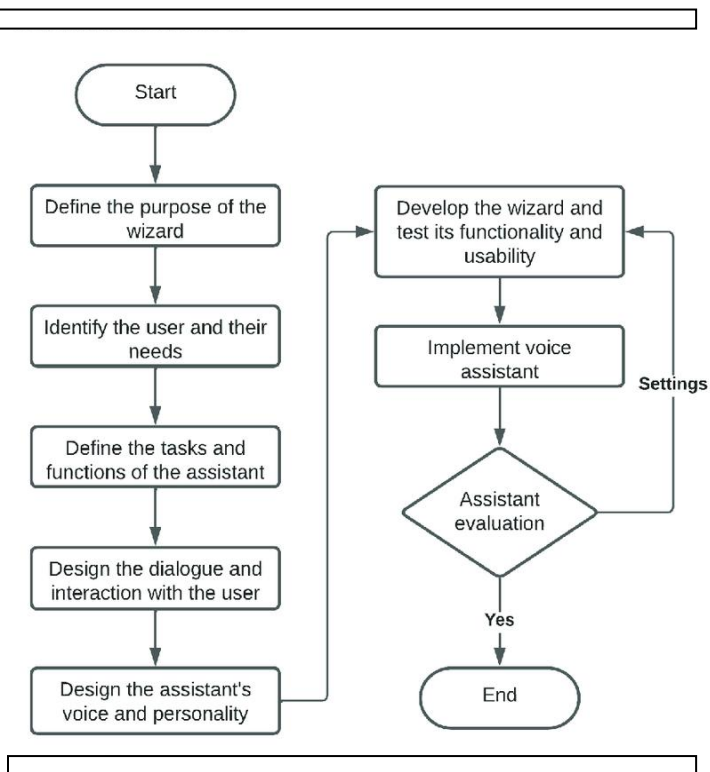 Start
Define the purpose of the
wizard
Identify the user and their
needs
Define the tasks and
functions of the assistant
Design the dialogue and
interaction with the user
Design the assistant's
voice and personality
Develop the wizard and
test its functionality and
usability
Implement voice
assistant
Settings
Assistant
evaluation
Yes
End